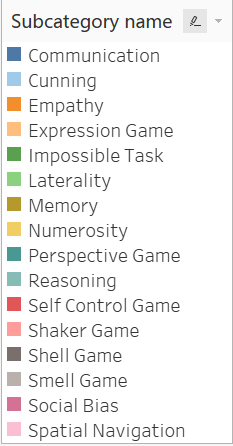 Subcategory name
Communication
Cunning
Empathy
Expression Game
Impossible Task
Laterality
Memory
Numerosity
Perspective Game
Reasoning
Self Control Game
Shaker Game
Shell Game
Smell Game
Social Bias
Spatial Navigation